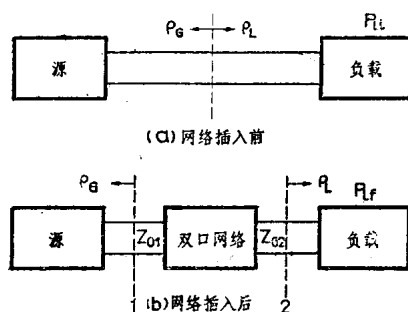 ρG ρL
PLi
源
负载
(a)网络插入前
ρG
ρL
PLf
源
Z01
双口网络
Z02
负载
1
(b)网络插入后
2